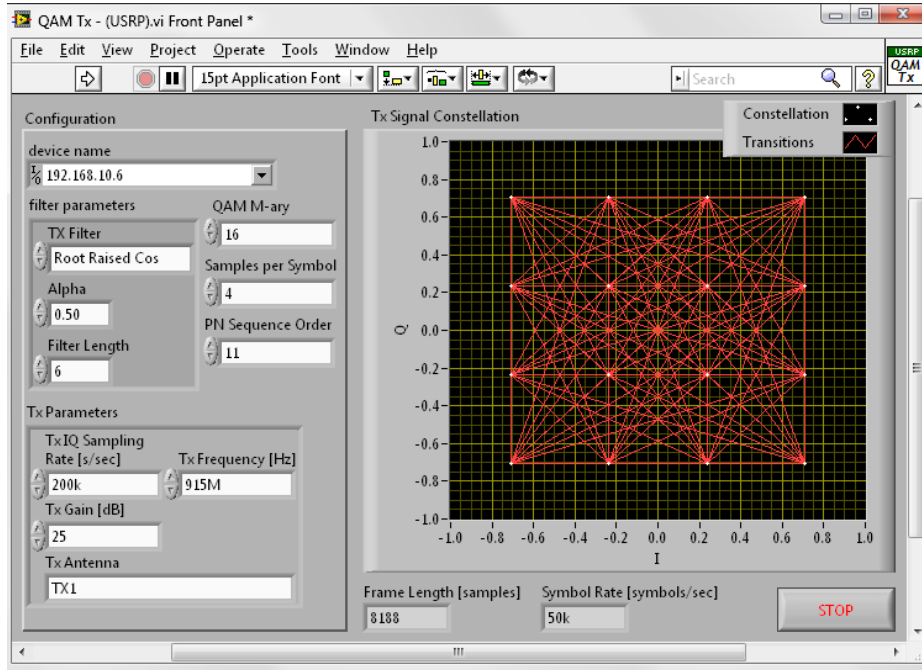 QAM Tx - (USRP).vi Front Panel *
File Edit View Project Operate Tools Window Help
15pt Application Font
Search
USRP
QAM
Tx
Configuration
device name
I/O 192.168.10.6
filter parameters
TX Filter
Root Raised Cos
Alpha
0.50
Filter Length
6
QAM M-ary
16
Samples per Symbol
4
PN Sequence Order
11
Tx Parameters
Tx IQ Sampling
Rate [s/sec]
200k
Tx Frequency [Hz]
915M
Tx Gain [dB]
25
Tx Antenna
TX1
Tx Signal Constellation
Constellation
Transitions
1.0
0.8
0.6
0.4
0.2
0.0
-0.2
-0.4
-0.6
-0.8
-1.0
Q
-1.0 -0.8 -0.6 -0.4 -0.2 0.0 0.2 0.4 0.6 0.8 1.0
I
Frame Length [samples]
8188
Symbol Rate [symbols/sec]
50k
STOP